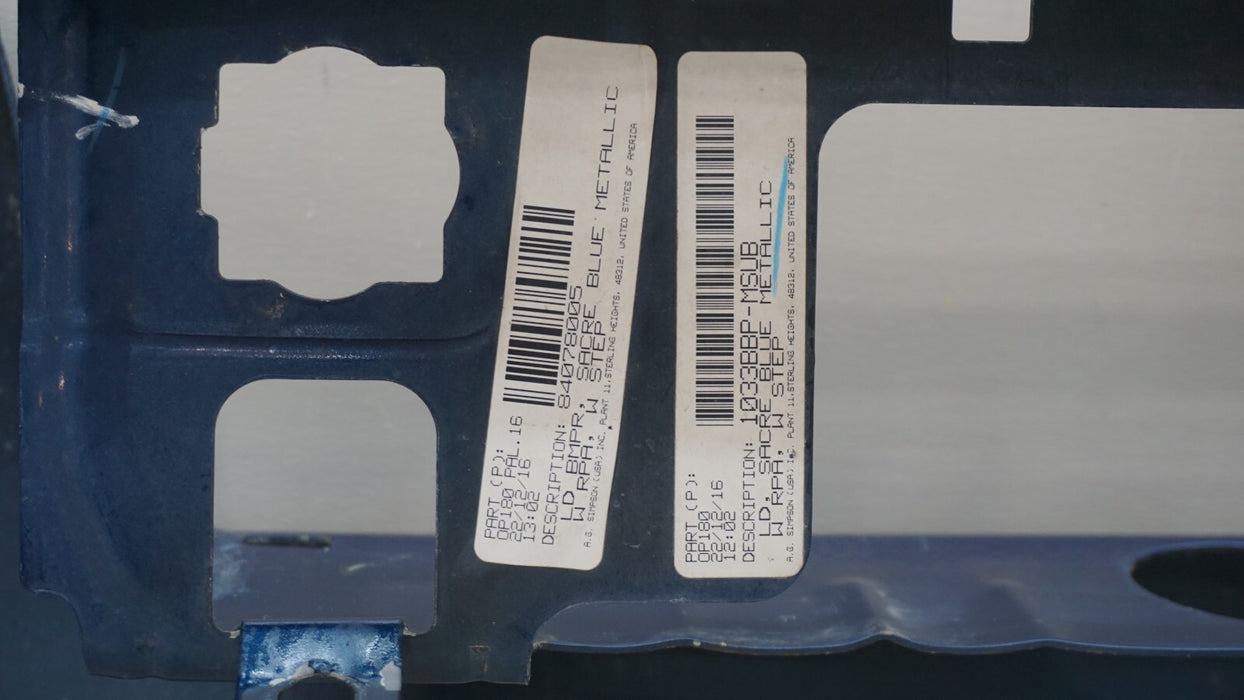 PART (P):
OP180 PAL.16
22/12/16
13:02
DESCRIPTION: 84078005
LD BMPR, SACRE BLUE METALLIC
W RPA, W STEP
A.G. SIMPSON (USA) INC. PLANT 11, STERLING HEIGHTS, 48312, UNITED STATES OF AMERICA
PART (P):
OP180
22/12/16
12:02
DESCRIPTION: 10338BP-MSUB
LD, SACRE BLUE METALLIC
W RPA, W STEP
A.G. SIMPSON (USA) INC. PLANT 11, STERLING HEIGHTS, 48312, UNITED STATES OF AMERICA